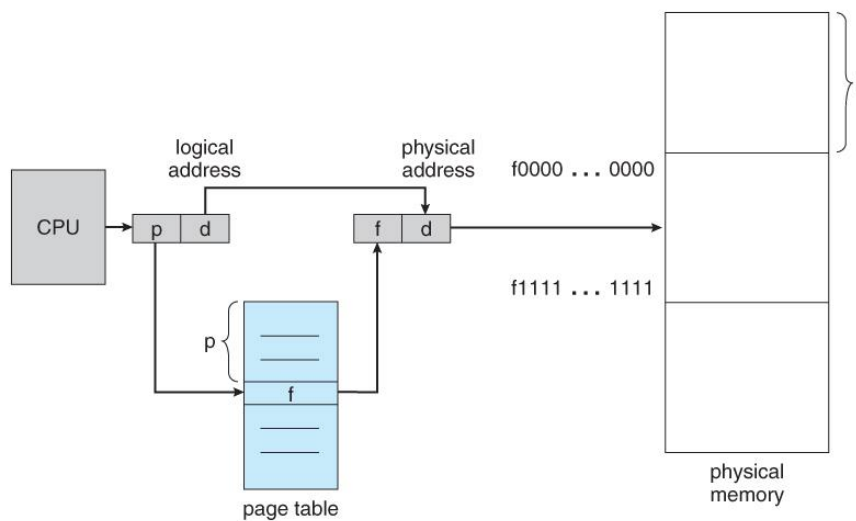 logical
address
physical
address
f0000 ... 0000
CPU
p
d
f
d
f1111 ... 1111
p
f
page table
physical
memory